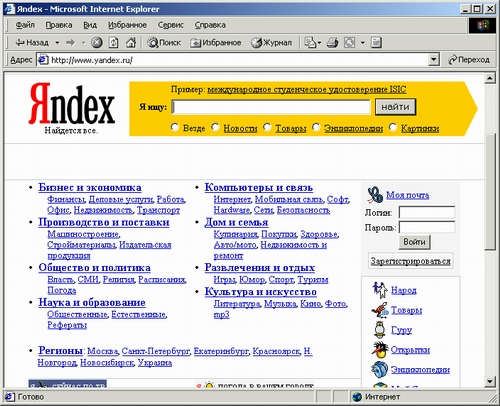 Яndex - Microsoft Internet Explorer
Файл Правка Вид Избранное Сервис Справка
Назад Поиск Избранное Журнал
Адрес http://www.yandex.ru/ Переход
Яndex
Найдется все.
Пример: международное студенческое удостоверение ISIC
Я ищу: найти
Везде Новости Товары Энциклопедии Картинки
Бизнес и экономика
Финансы, Деловые услуги, Работа,
Офис, Недвижимость, Транспорт
Производство и поставки
Машиностроение,
Стройматериалы, Издательская
продукция
Общество и политика
Власть, СМИ, Религия, Расписания,
Погода
Наука и образование
Общественные, Естественные,
Рефераты
Компьютеры и связь
Интернет, Мобильная связь, Софт,
Hardware, Сети, Безопасность
Дом и семья
Кулинария, Покупки, Здоровье,
Авто/мото, Недвижимость и
ремонт
Развлечения и отдых
Игры, Юмор, Спорт, Туризм
Культура и искусство
Литература, Музыка, Кино, Фото,
mp3
Регионы: Москва, Санкт-Петербург, Екатеринбург, Красноярск, Н.
Новгород, Новосибирск, Украина
Моя почта
Логин:
Пароль:
Войти
Зарегистрироваться
Народ
Товары
Гуру
Открытки
Энциклопедии
СЕЙЧАС ПО ТВ
ПОГОДА В ВАШЕМ ГОРОДЕ
Готово Интернет